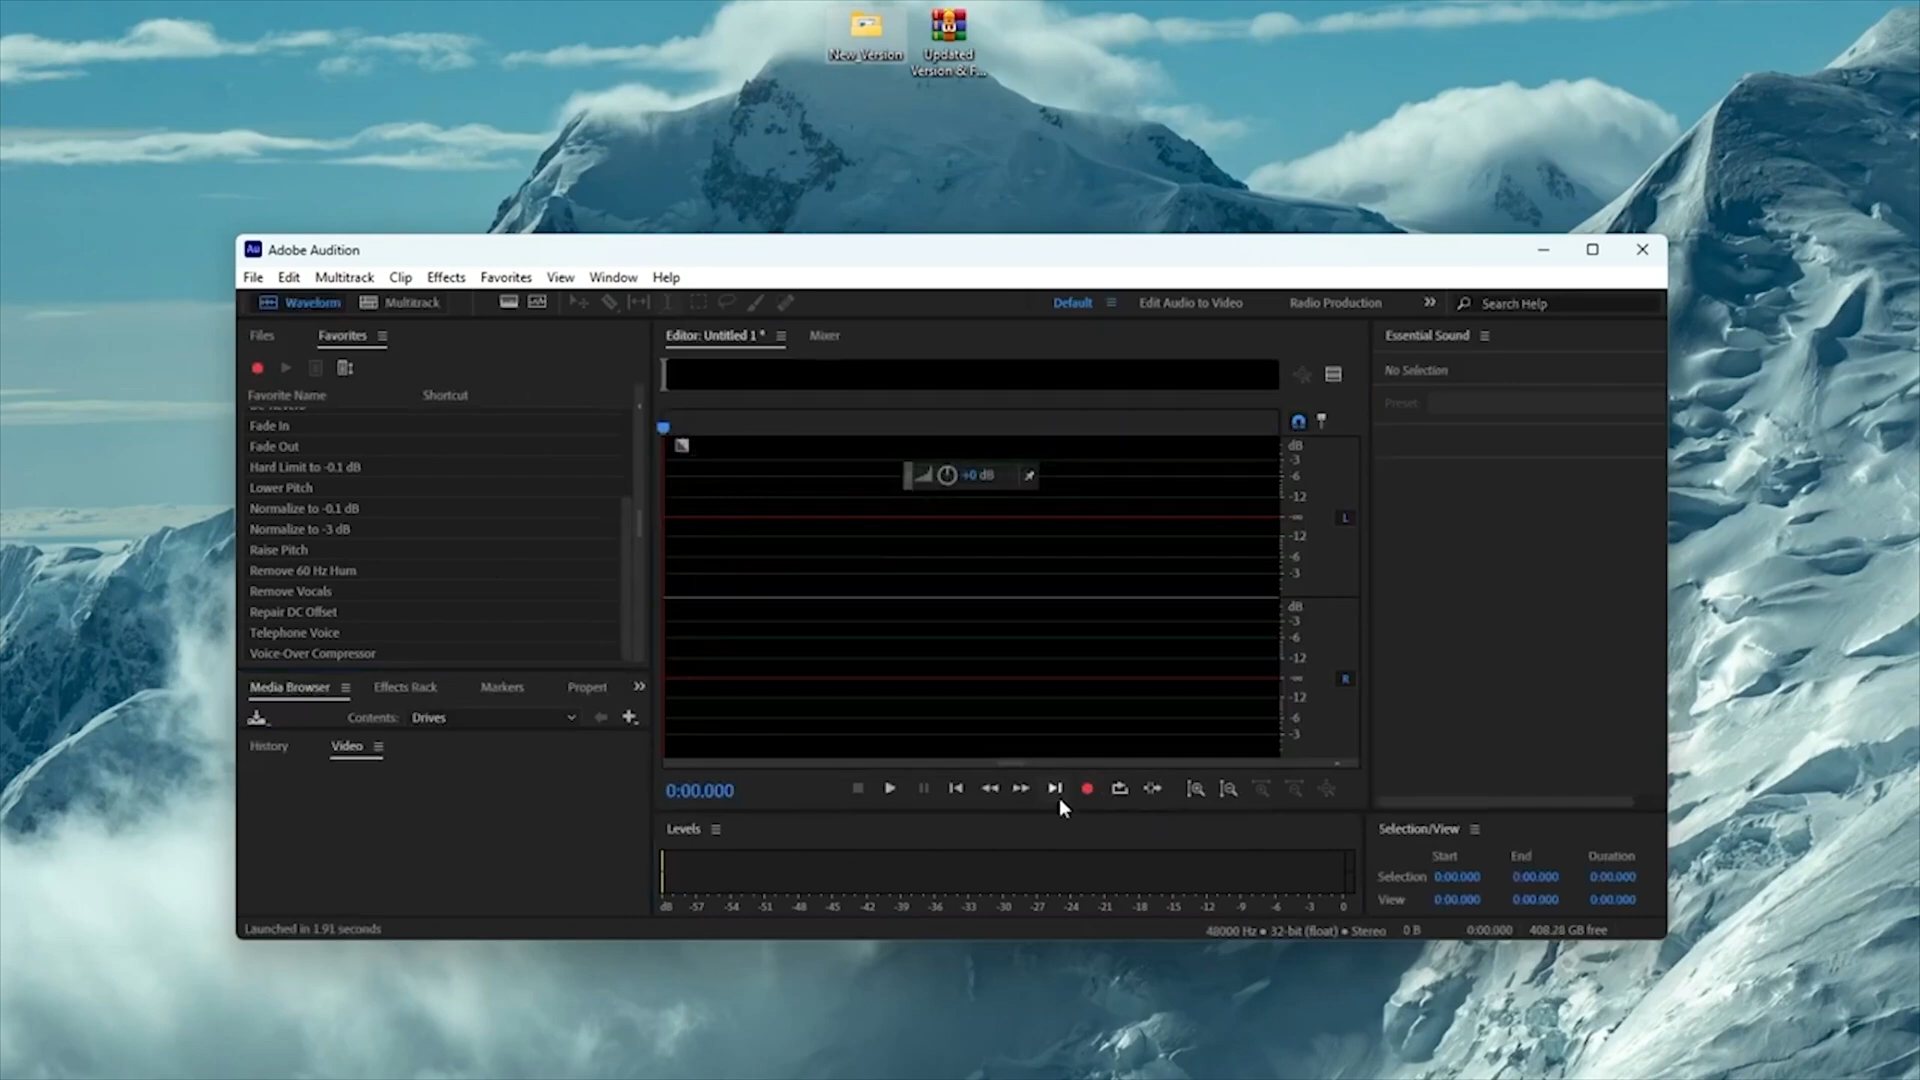 New_Version
Updated
Version & F...
Au Adobe Audition
File Edit Multitrack Clip Effects Favorites View Window Help
Waveform Multitrack
Default Edit Audio to Video Radio Production Search Help
Files Favorites
Favorite Name Shortcut
Fade In
Fade Out
Hard Limit to -0.1 dB
Lower Pitch
Normalize to -0.1 dB
Normalize to -3 dB
Raise Pitch
Remove 60 Hz Hum
Remove Vocals
Repair DC Offset
Telephone Voice
Voice-Over Compressor
Media Browser Effects Rack Markers Propert
Contents: Drives
History Video
Editor: Untitled 1 * Mixer
+0 dB
dB
-3
-6
-12
-∞
-12
-6
-3
L
dB
-3
-6
-12
-∞
-12
-6
-3
R
0:00.000
Levels
dB -57 -54 -51 -48 -45 -42 -39 -36 -33 -30 -27 -24 -21 -18 -15 -12 -9 -6 -3 0
Essential Sound
No Selection
Preset:
Selection/View
Start End Duration
Selection 0:00.000 0:00.000 0:00.000
View 0:00.000 0:00.000 0:00.000
Launched in 1.91 seconds
48000 Hz • 32-bit (float) • Stereo 0 B 0:00.000 408.28 GB free